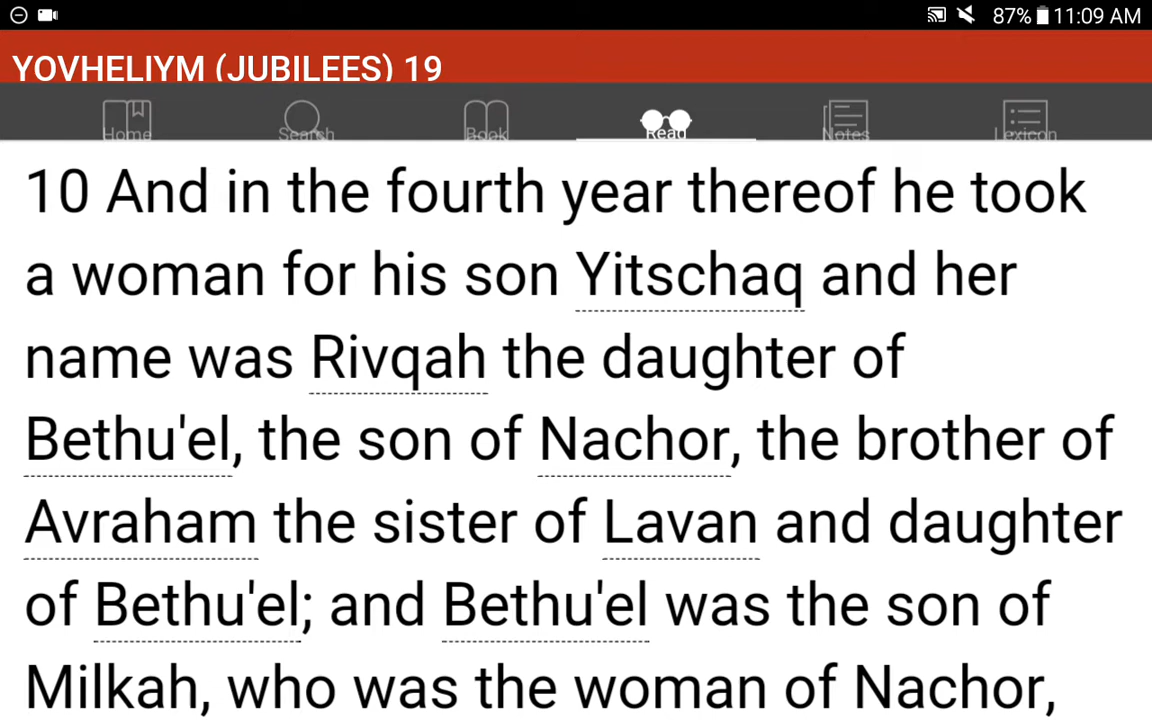 87% 11:09 AM
YOVHELIYM (JUBILEES) 19
Home Search Book Read Notes Lexicon
10 And in the fourth year thereof he took
a woman for his son Yitschaq and her
name was Rivqah the daughter of
Bethu'el, the son of Nachor, the brother of
Avraham the sister of Lavan and daughter
of Bethu'el; and Bethu'el was the son of
Milkah, who was the woman of Nachor,